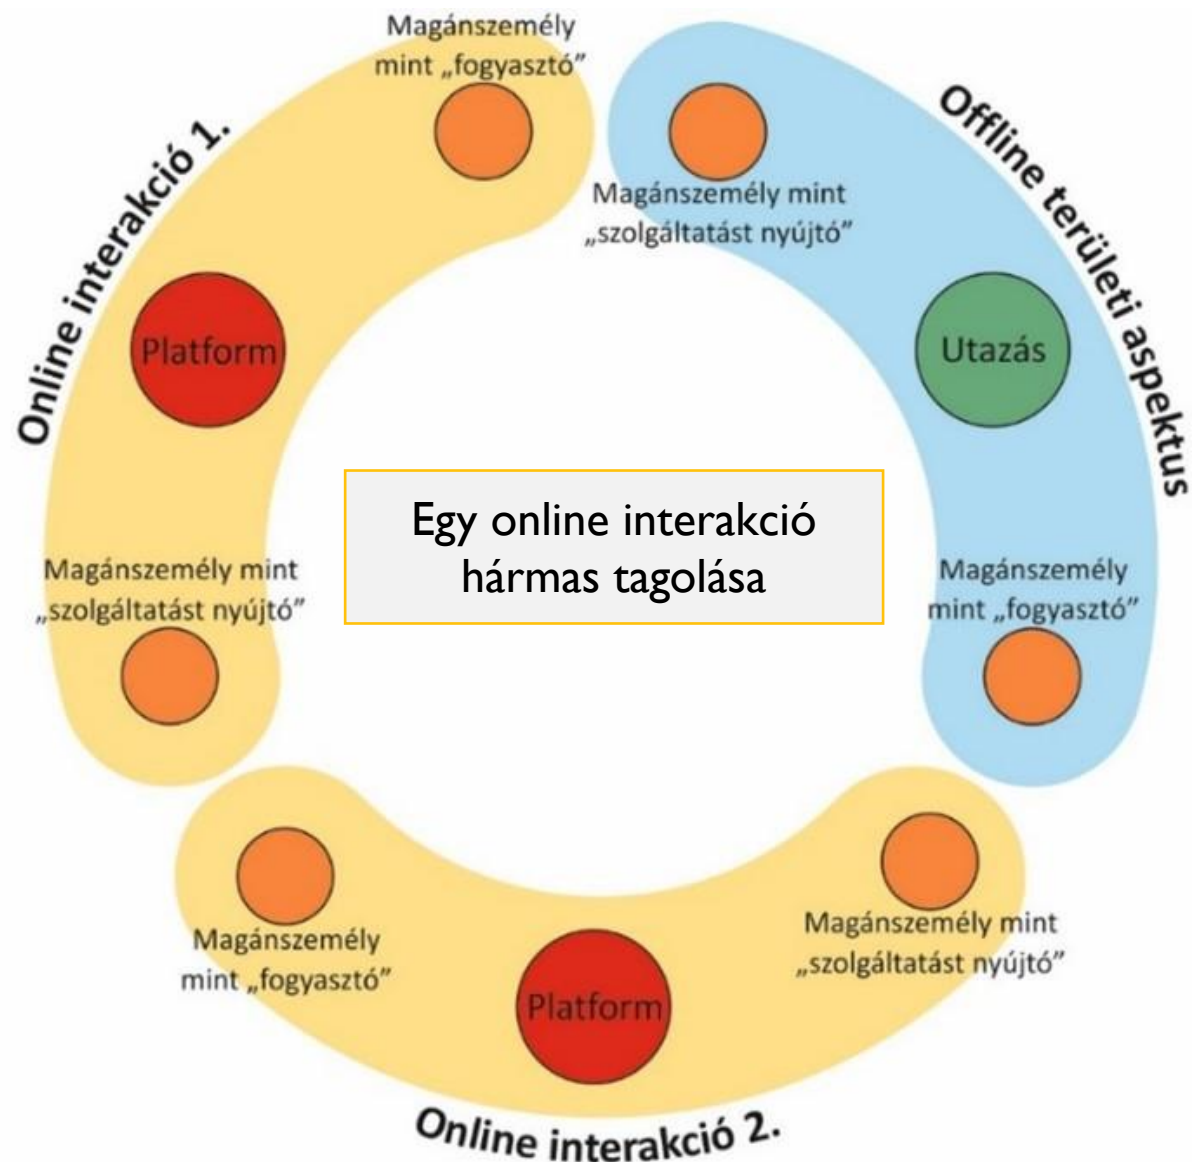 Magánszemély
mint „fogyasztó”
Online interakció 1.
Platform
Magánszemély mint
„szolgáltatást nyújtó”
Magánszemély mint
„szolgáltatást nyújtó”
Offline területi aspektus
Utazás
Magánszemély
mint „fogyasztó”
Egy online interakció
hármas tagolása
Magánszemély
mint „fogyasztó”
Platform
Magánszemély mint
„szolgáltatást nyújtó”
Online interakció 2.